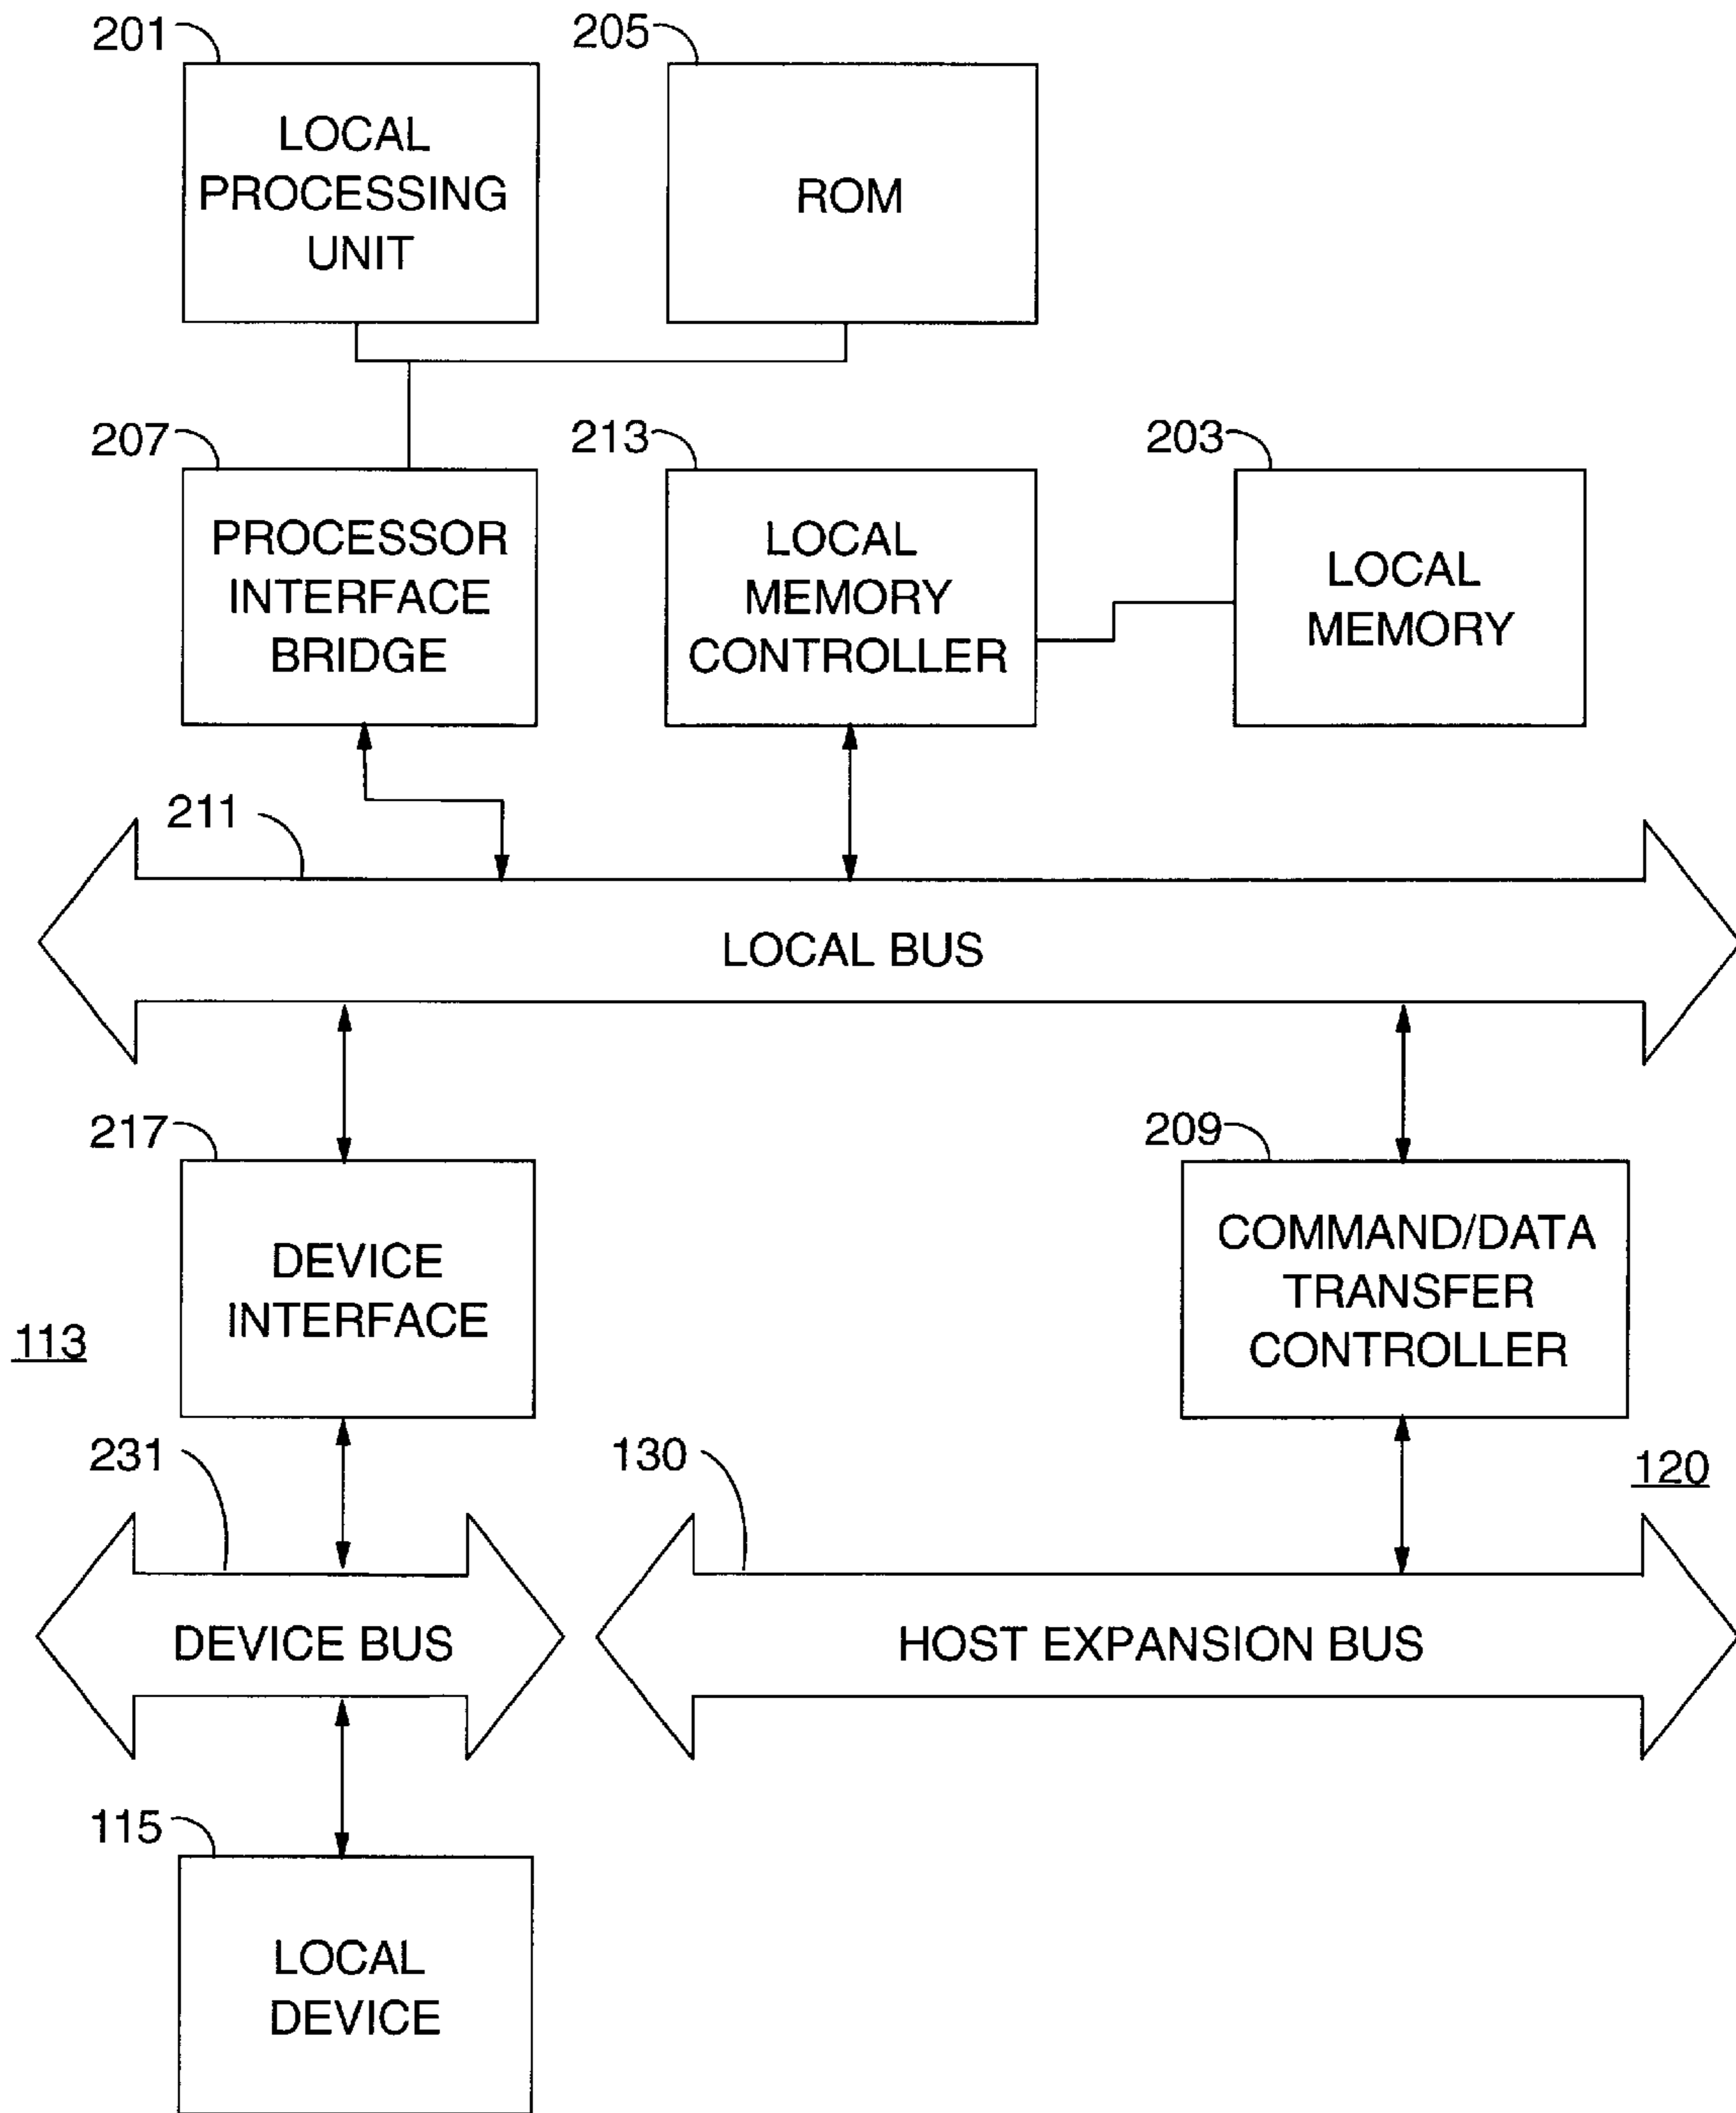 201
205
LOCAL
PROCESSING
UNIT
ROM
207
213
203
PROCESSOR
INTERFACE
BRIDGE
LOCAL
MEMORY
CONTROLLER
LOCAL
MEMORY
211
LOCAL BUS
217
209
DEVICE
INTERFACE
COMMAND/DATA
TRANSFER
CONTROLLER
113
231
130
120
DEVICE BUS
HOST EXPANSION BUS
115
LOCAL
DEVICE